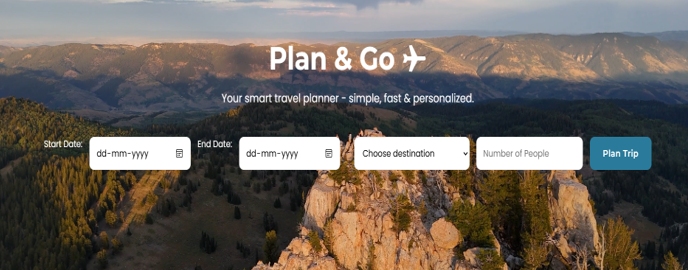 Plan & Go ✈
Your smart travel planner - simple, fast & personalized.
Start Date: dd-mm-yyyy End Date: dd-mm-yyyy Choose destination Number of People Plan Trip